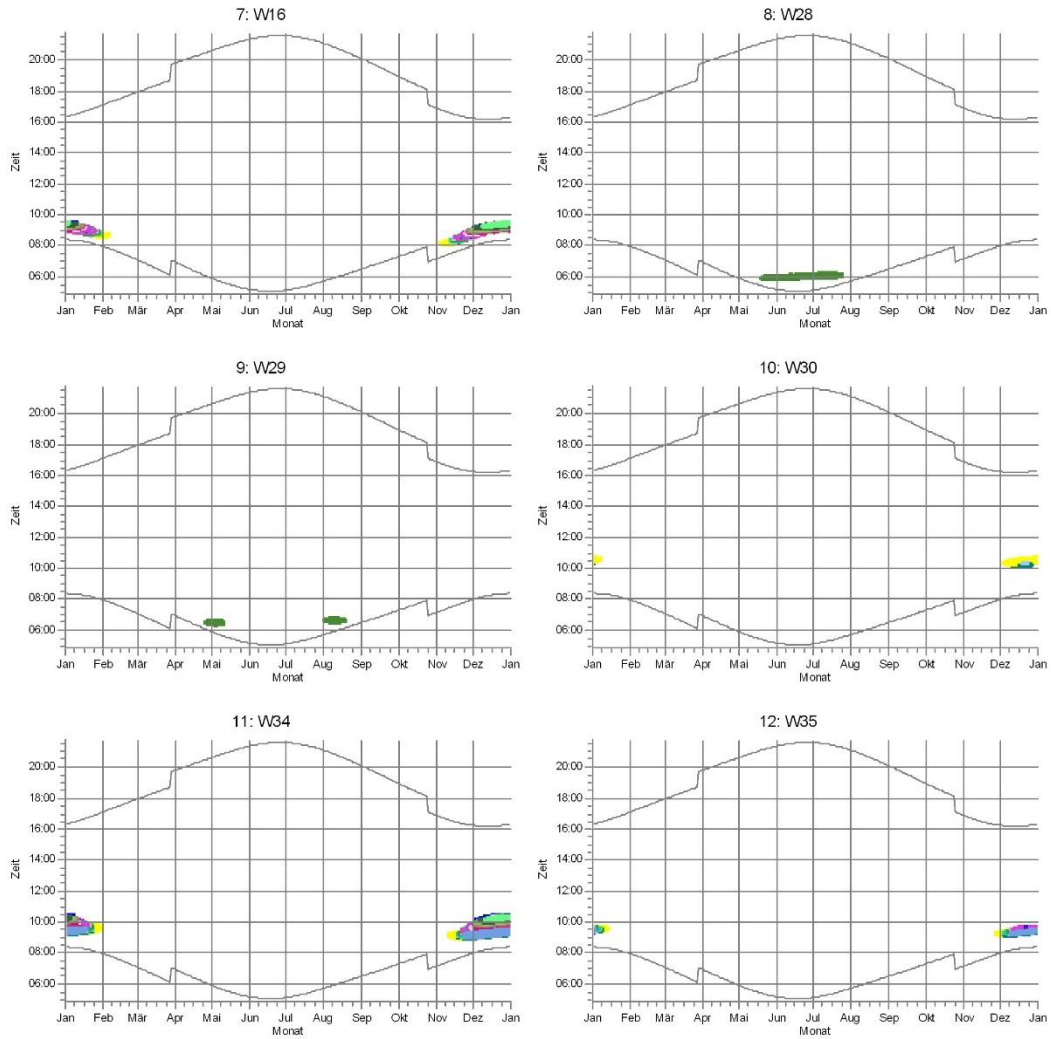 7: W16
20:00
18:00
16:00
14:00
12:00
10:00
08:00
06:00
Zeit
Jan Feb Mär Apr Mai Jun Jul Aug Sep Okt Nov Dez Jan
Monat
8: W28
20:00
18:00
16:00
14:00
12:00
10:00
08:00
06:00
Zeit
Jan Feb Mär Apr Mai Jun Jul Aug Sep Okt Nov Dez Jan
Monat
9: W29
20:00
18:00
16:00
14:00
12:00
10:00
08:00
06:00
Zeit
Jan Feb Mär Apr Mai Jun Jul Aug Sep Okt Nov Dez Jan
Monat
10: W30
20:00
18:00
16:00
14:00
12:00
10:00
08:00
06:00
Zeit
Jan Feb Mär Apr Mai Jun Jul Aug Sep Okt Nov Dez Jan
Monat
11: W34
20:00
18:00
16:00
14:00
12:00
10:00
08:00
06:00
Zeit
Jan Feb Mär Apr Mai Jun Jul Aug Sep Okt Nov Dez Jan
Monat
12: W35
20:00
18:00
16:00
14:00
12:00
10:00
08:00
06:00
Zeit
Jan Feb Mär Apr Mai Jun Jul Aug Sep Okt Nov Dez Jan
Monat